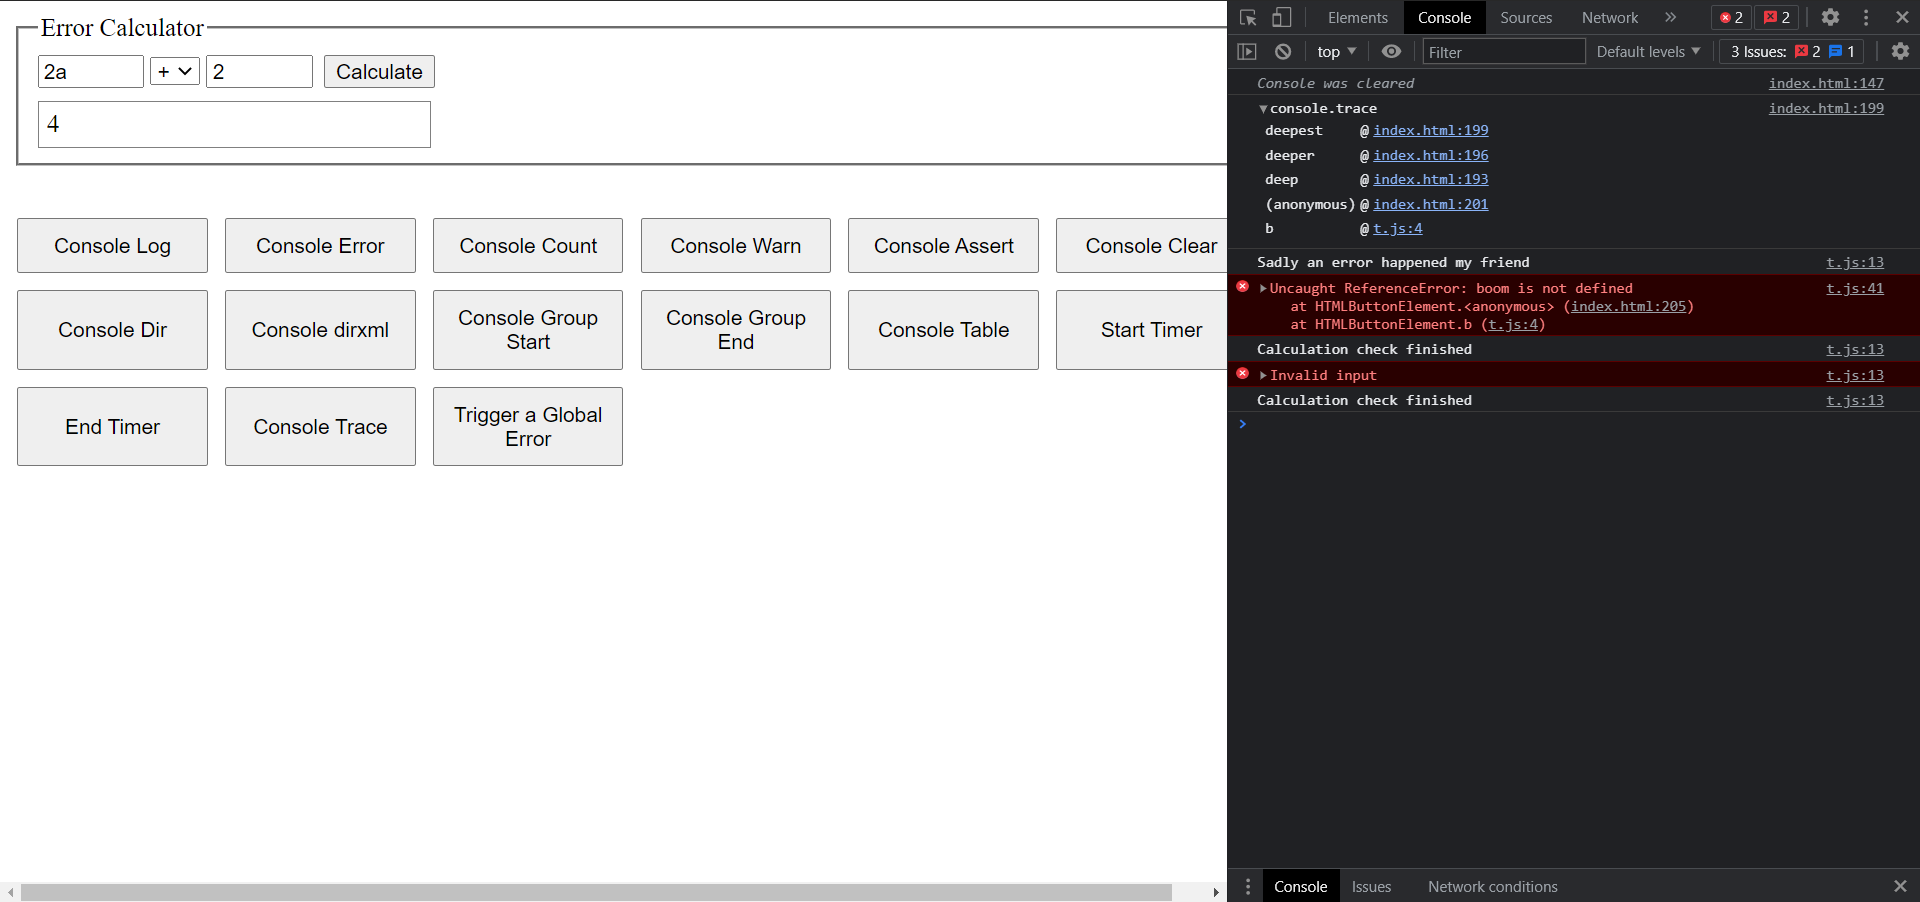 Error Calculator
2a + 2 Calculate
4
Console Log Console Error Console Count Console Warn Console Assert Console Clear
Console Dir Console dirxml Console Group Start Console Group End Console Table Start Timer
End Timer Console Trace Trigger a Global Error
Elements Console Sources Network » 2 2
top Filter Default levels 3 Issues: 2 1
Console was cleared index.html:147
console.trace index.html:199
deepest @ index.html:199
deeper @ index.html:196
deep @ index.html:193
(anonymous) @ index.html:201
b @ t.js:4
Sadly an error happened my friend t.js:13
Uncaught ReferenceError: boom is not defined t.js:41
at HTMLButtonElement.<anonymous> (index.html:205)
at HTMLButtonElement.b (t.js:4)
Calculation check finished t.js:13
Invalid input t.js:13
Calculation check finished t.js:13
Console Issues Network conditions